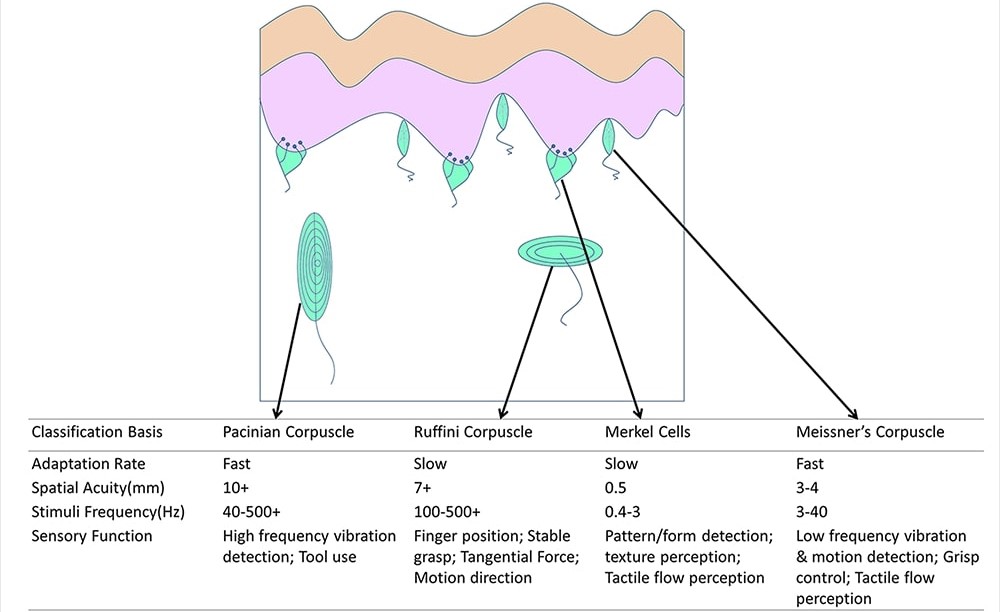 Classification Basis Pacinian Corpuscle Ruffini Corpuscle Merkel Cells Meissner’s Corpuscle
Adaptation Rate Fast Slow Slow Fast
Spatial Acuity(mm) 10+ 7+ 0.5 3-4
Stimuli Frequency(Hz) 40-500+ 100-500+ 0.4-3 3-40
Sensory Function High frequency vibration Finger position; Stable Pattern/form detection; Low frequency vibration
detection; Tool use grasp; Tangential Force; texture perception; & motion detection; Grisp
Motion direction Tactile flow perception control; Tactile flow
perception